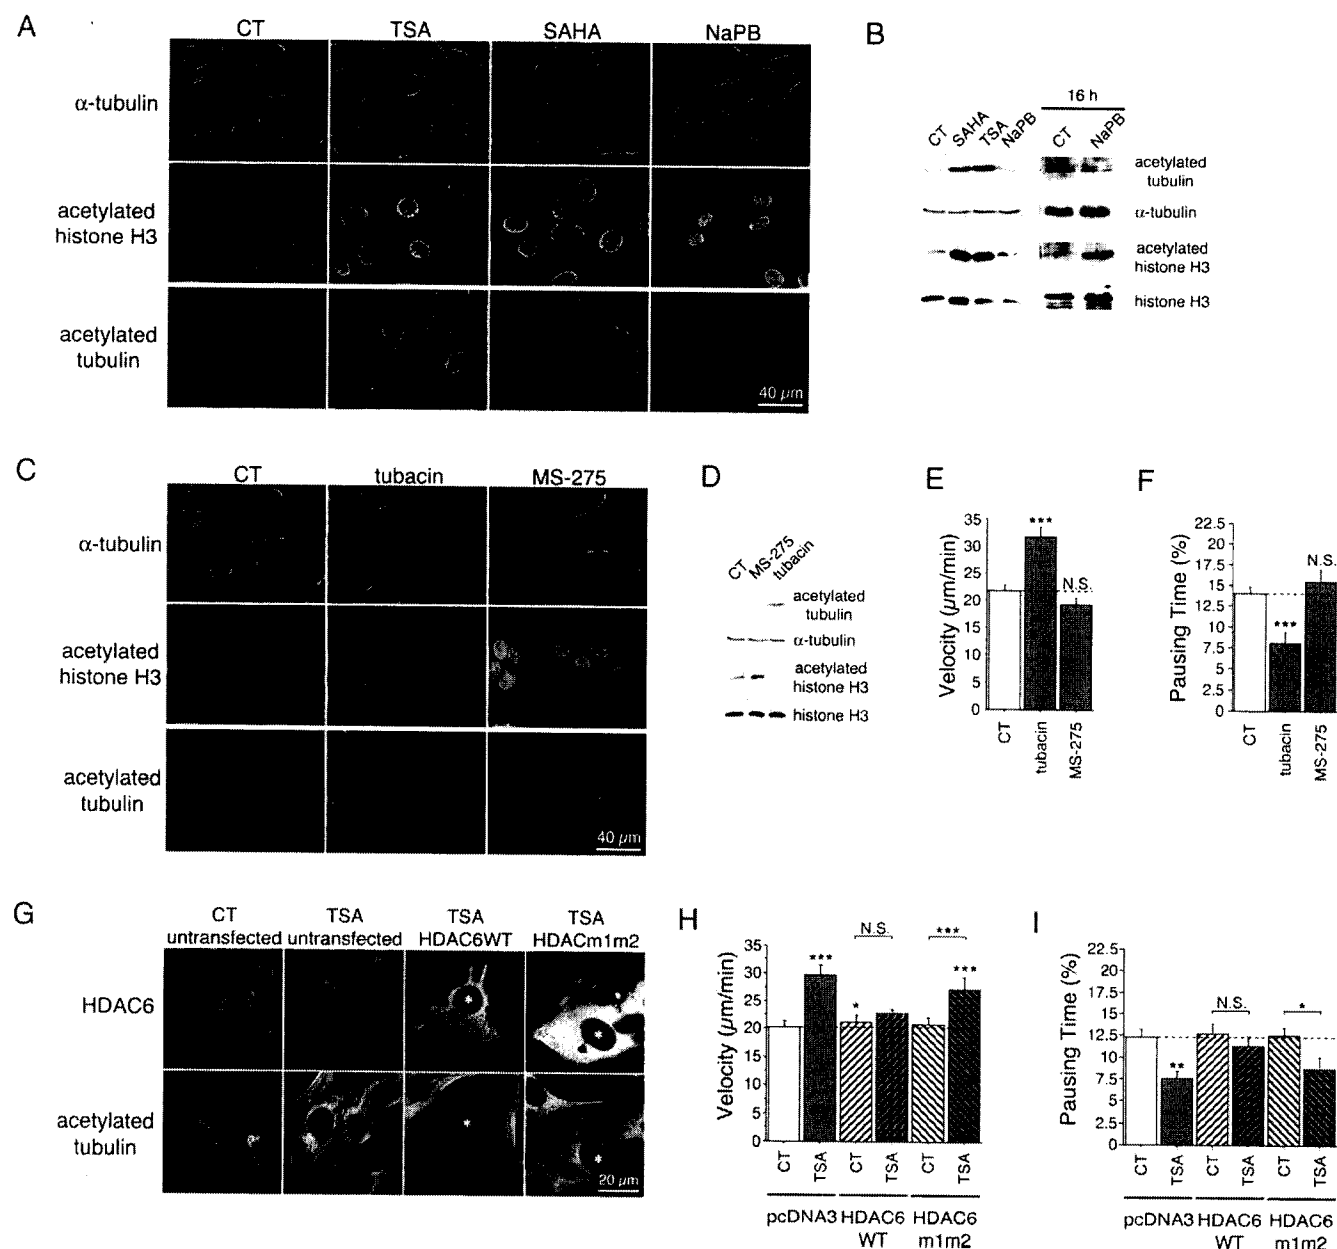 A
CT TSA SAHA NaPB
α-tubulin
acetylated
histone H3
acetylated
tubulin
40 µm
B
16 h
CT SAHA TSA NaPB CT NaPB
acetylated
tubulin
α-tubulin
acetylated
histone H3
histone H3
C
CT tubacin MS-275
α-tubulin
acetylated
histone H3
acetylated
tubulin
40 µm
D
CT MS-275 tubacin
acetylated
tubulin
α-tubulin
acetylated
histone H3
histone H3
E
Velocity (µm/min)
35
30
25
20
15
10
5
0
***
N.S.
CT tubacin MS-275
F
Pausing Time (%)
22.5
20
17.5
15
12.5
10
7.5
5
2.5
0
***
N.S.
CT tubacin MS-275
G
CT TSA TSA TSA
untransfected untransfected HDAC6WT HDACm1m2
HDAC6
* *
acetylated
tubulin
* *
20 µm
H
Velocity (µm/min)
35
30
25
20
15
10
5
0
*** * N.S. *** ***
CT TSA CT TSA CT TSA
pcDNA3 HDAC6 HDAC6
WT m1m2
I
Pausing Time (%)
22.5
20
17.5
15
12.5
10
7.5
5
2.5
0
** N.S. *
CT TSA CT TSA CT TSA
pcDNA3 HDAC6 HDAC6
WT m1m2